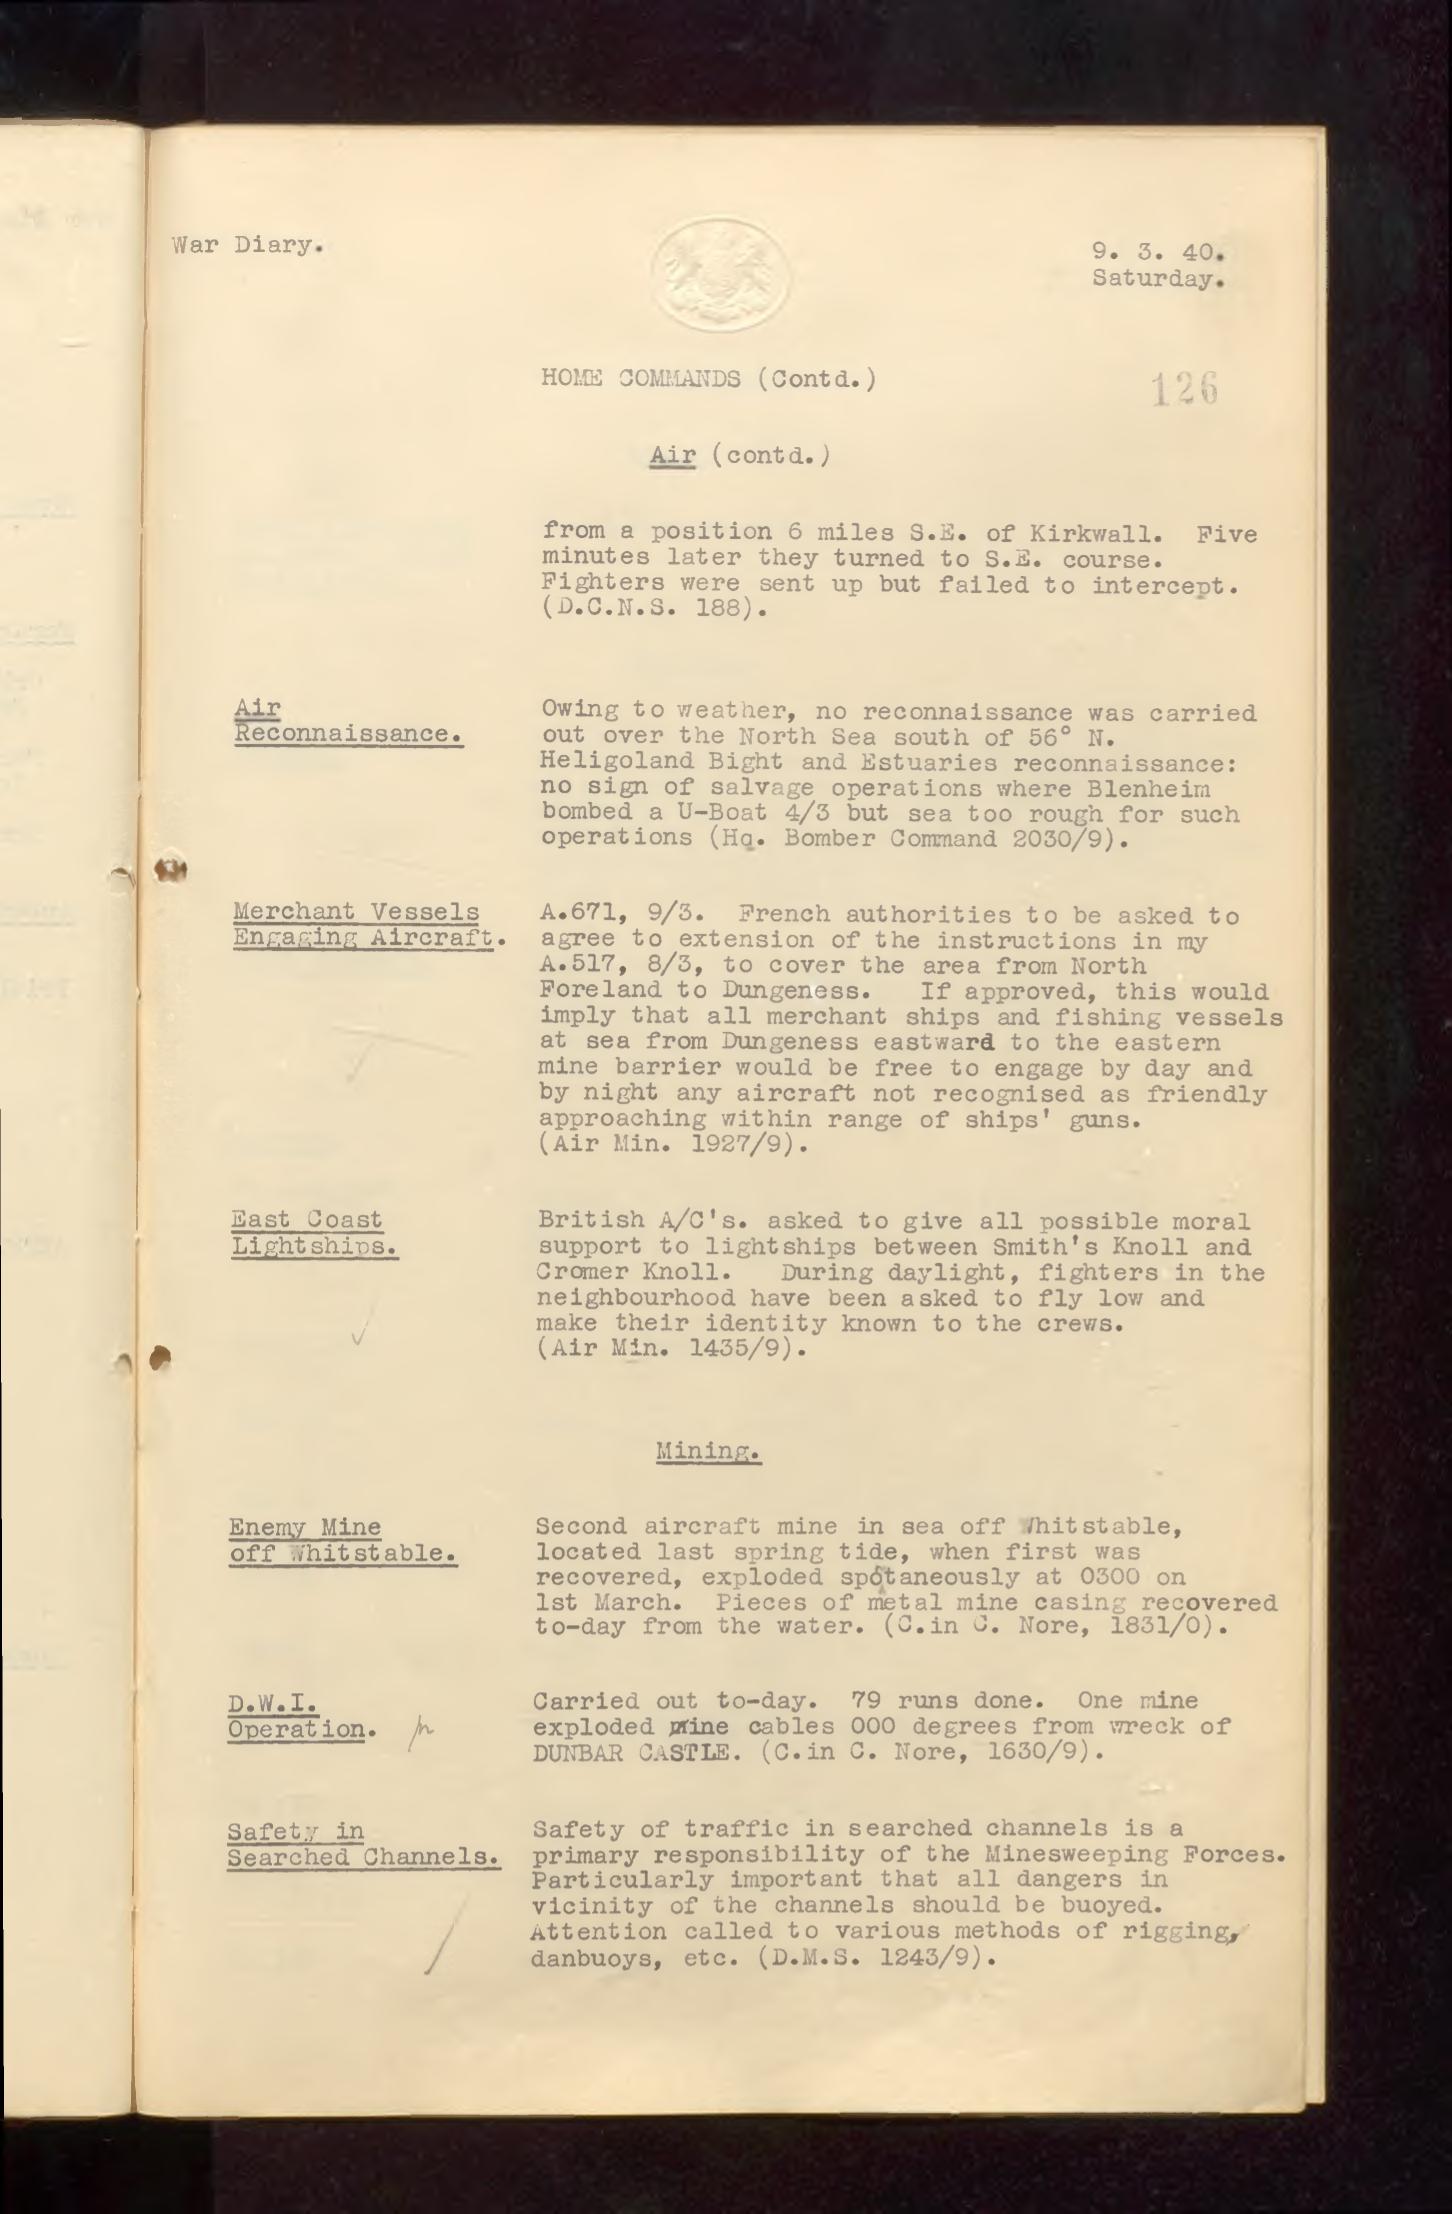 War Diary.
9. 3. 40.
Saturday.
HOME COMMANDS (Contd.)
126
Air (contd.)
from a position 6 miles S.E. of Kirkwall. Five
minutes later they turned to S.E. course.
Fighters were sent up but failed to intercept.
(D.C.N.S. 188).
Air
Reconnaissance.
Owing to weather, no reconnaissance was carried
out over the North Sea south of 56° N.
Heligoland Bight and Estuaries reconnaissance:
no sign of salvage operations where Blenheim
bombed a U-Boat 4/3 but sea too rough for such
operations (Hq. Bomber Command 2030/9).
Merchant Vessels
Engaging Aircraft.
A.671, 9/3. French authorities to be asked to
agree to extension of the instructions in my
A.517, 8/3, to cover the area from North
Foreland to Dungeness. If approved, this would
imply that all merchant ships and fishing vessels
at sea from Dungeness eastward to the eastern
mine barrier would be free to engage by day and
by night any aircraft not recognised as friendly
approaching within range of ships' guns.
(Air Min. 1927/9).
East Coast
Lightships.
British A/C's. asked to give all possible moral
support to lightships between Smith's Knoll and
Cromer Knoll. During daylight, fighters in the
neighbourhood have been asked to fly low and
make their identity known to the crews.
(Air Min. 1435/9).
Mining.
Enemy Mine
off Whitstable.
Second aircraft mine in sea off Whitstable,
located last spring tide, when first was
recovered, exploded spotaneously at 0300 on
1st March. Pieces of metal mine casing recovered
to-day from the water. (C.in C. Nore, 1831/0).
D.W.I.
Operation.
Carried out to-day. 79 runs done. One mine
exploded nine cables 000 degrees from wreck of
DUNBAR CASTLE. (C.in C. Nore, 1630/9).
Safety in
Searched Channels.
Safety of traffic in searched channels is a
primary responsibility of the Minesweeping Forces.
Particularly important that all dangers in
vicinity of the channels should be buoyed.
Attention called to various methods of rigging,
danbuoys, etc. (D.M.S. 1243/9).